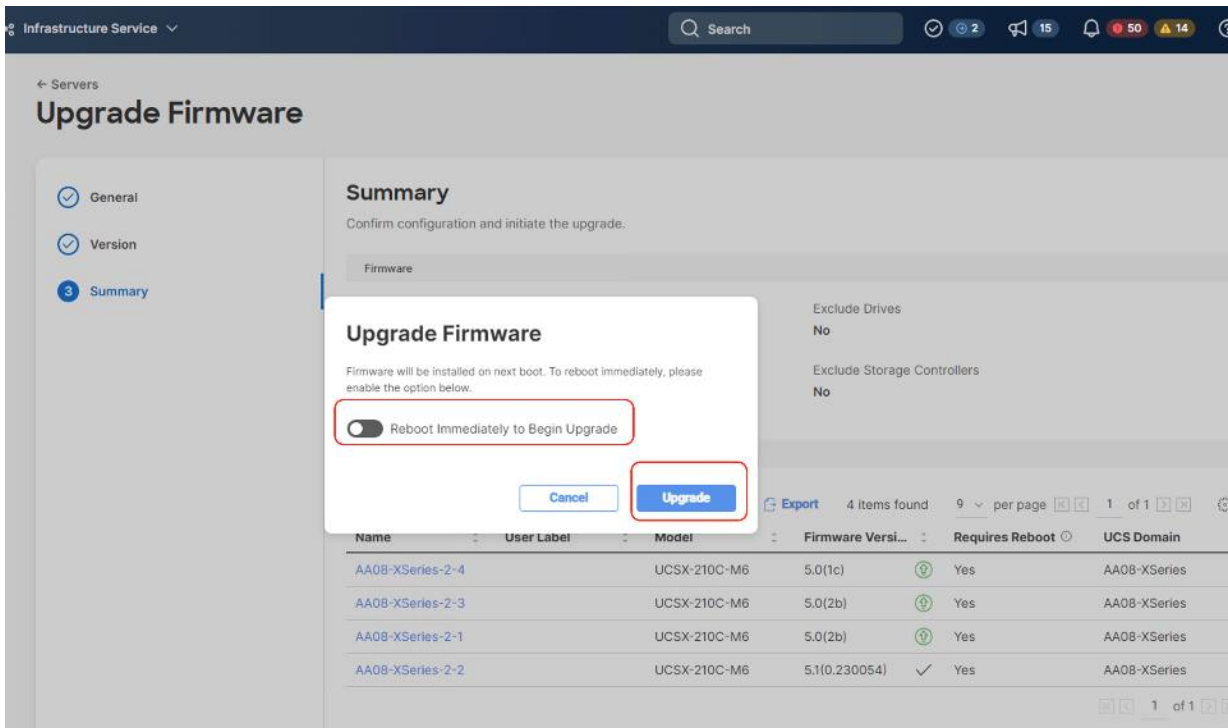 Infrastructure Service
Search
2
15
50
14
← Servers
Upgrade Firmware
General
Version
3 Summary
Summary
Confirm configuration and initiate the upgrade.
Firmware
Exclude Drives
No
Exclude Storage Controllers
No
Upgrade Firmware
Firmware will be installed on next boot. To reboot immediately, please
enable the option below.
Reboot Immediately to Begin Upgrade
Cancel Upgrade
Export 4 items found 9 per page 1 of 1
Name User Label Model Firmware Versi... Requires Reboot UCS Domain
AA08-XSeries-2-4 UCSX-210C-M6 5.0(1c) Yes AA08-XSeries
AA08-XSeries-2-3 UCSX-210C-M6 5.0(2b) Yes AA08-XSeries
AA08-XSeries-2-1 UCSX-210C-M6 5.0(2b) Yes AA08-XSeries
AA08-XSeries-2-2 UCSX-210C-M6 5.1(0.230054) Yes AA08-XSeries
1 of 1